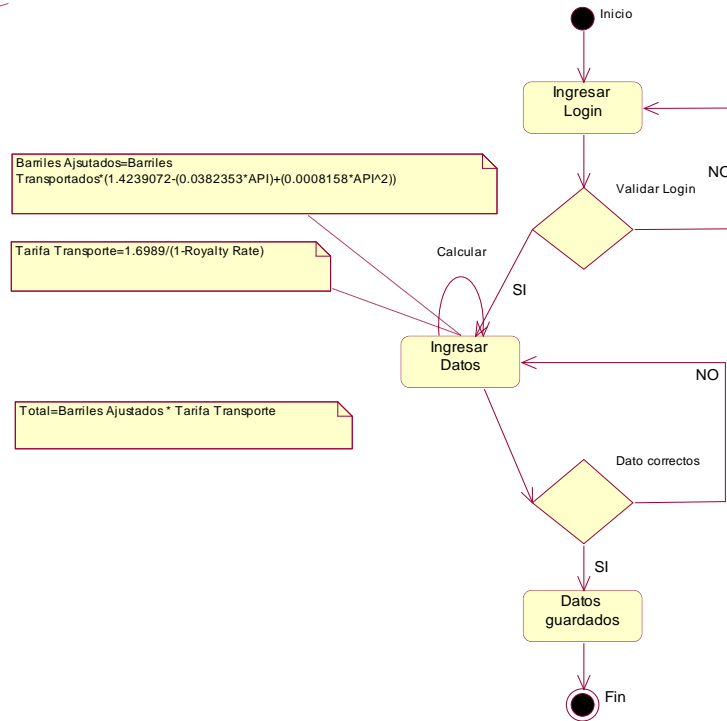 Inicio
Ingresar
Login
Barriles Ajsutados=Barriles
Transportados*(1.4239072-(0.0382353*API)+(0.0008158*API^2))
NO
Validar Login
Tarifa Transporte=1.6989/(1-Royalty Rate)
Calcular
SI
Ingresar
Datos
NO
Total=Barriles Ajustados * Tarifa Transporte
Dato correctos
SI
Datos
guardados
Fin